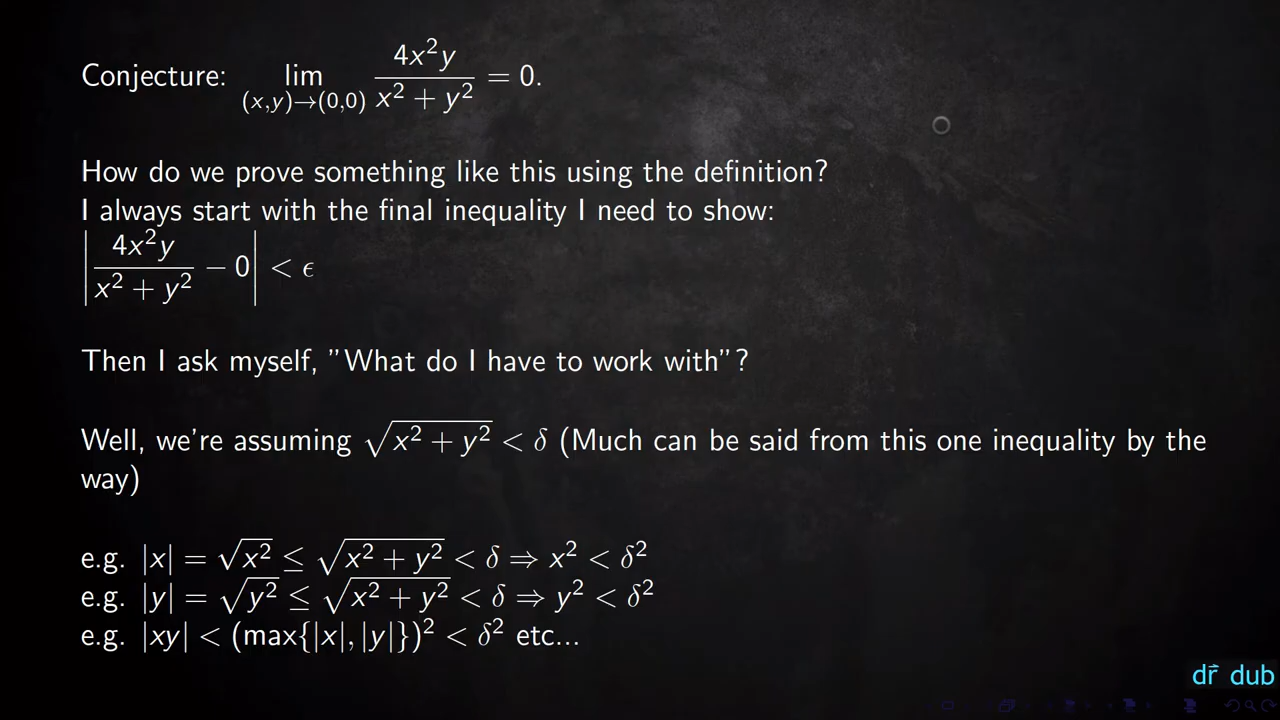 Conjecture: lim (x,y)→(0,0) 4x²y / x² + y² = 0.
How do we prove something like this using the definition?
I always start with the final inequality I need to show:
| 4x²y / x² + y² − 0 | < ϵ
Then I ask myself, ”What do I have to work with”?
Well, we're assuming √x² + y² < δ (Much can be said from this one inequality by the
way)
e.g. |x| = √x² ≤ √x² + y² < δ ⇒ x² < δ²
e.g. |y| = √y² ≤ √x² + y² < δ ⇒ y² < δ²
e.g. |xy| < (max{|x|, |y|})² < δ² etc...
dr⃗ dub